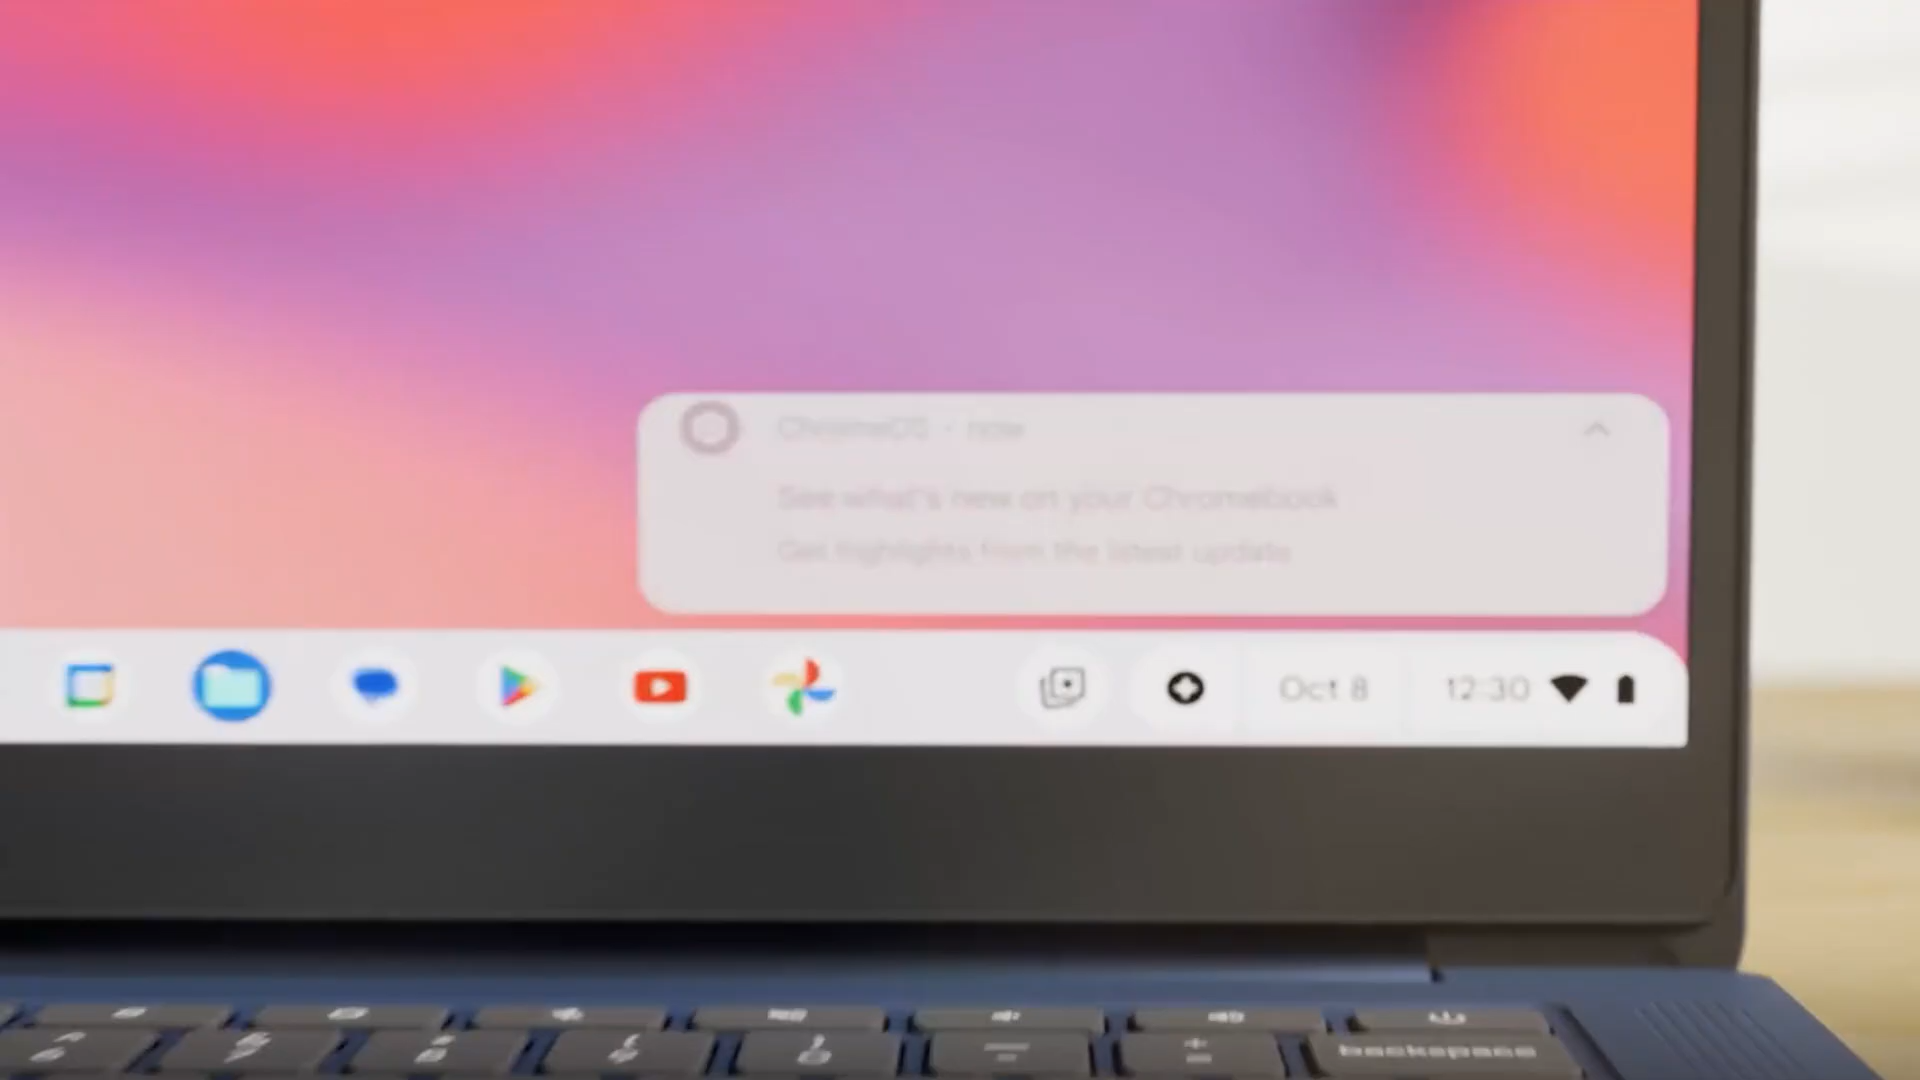 ChromeOS · now
See what's new on your Chromebook
Get highlights from the latest update
Oct 8
12:30
backspace